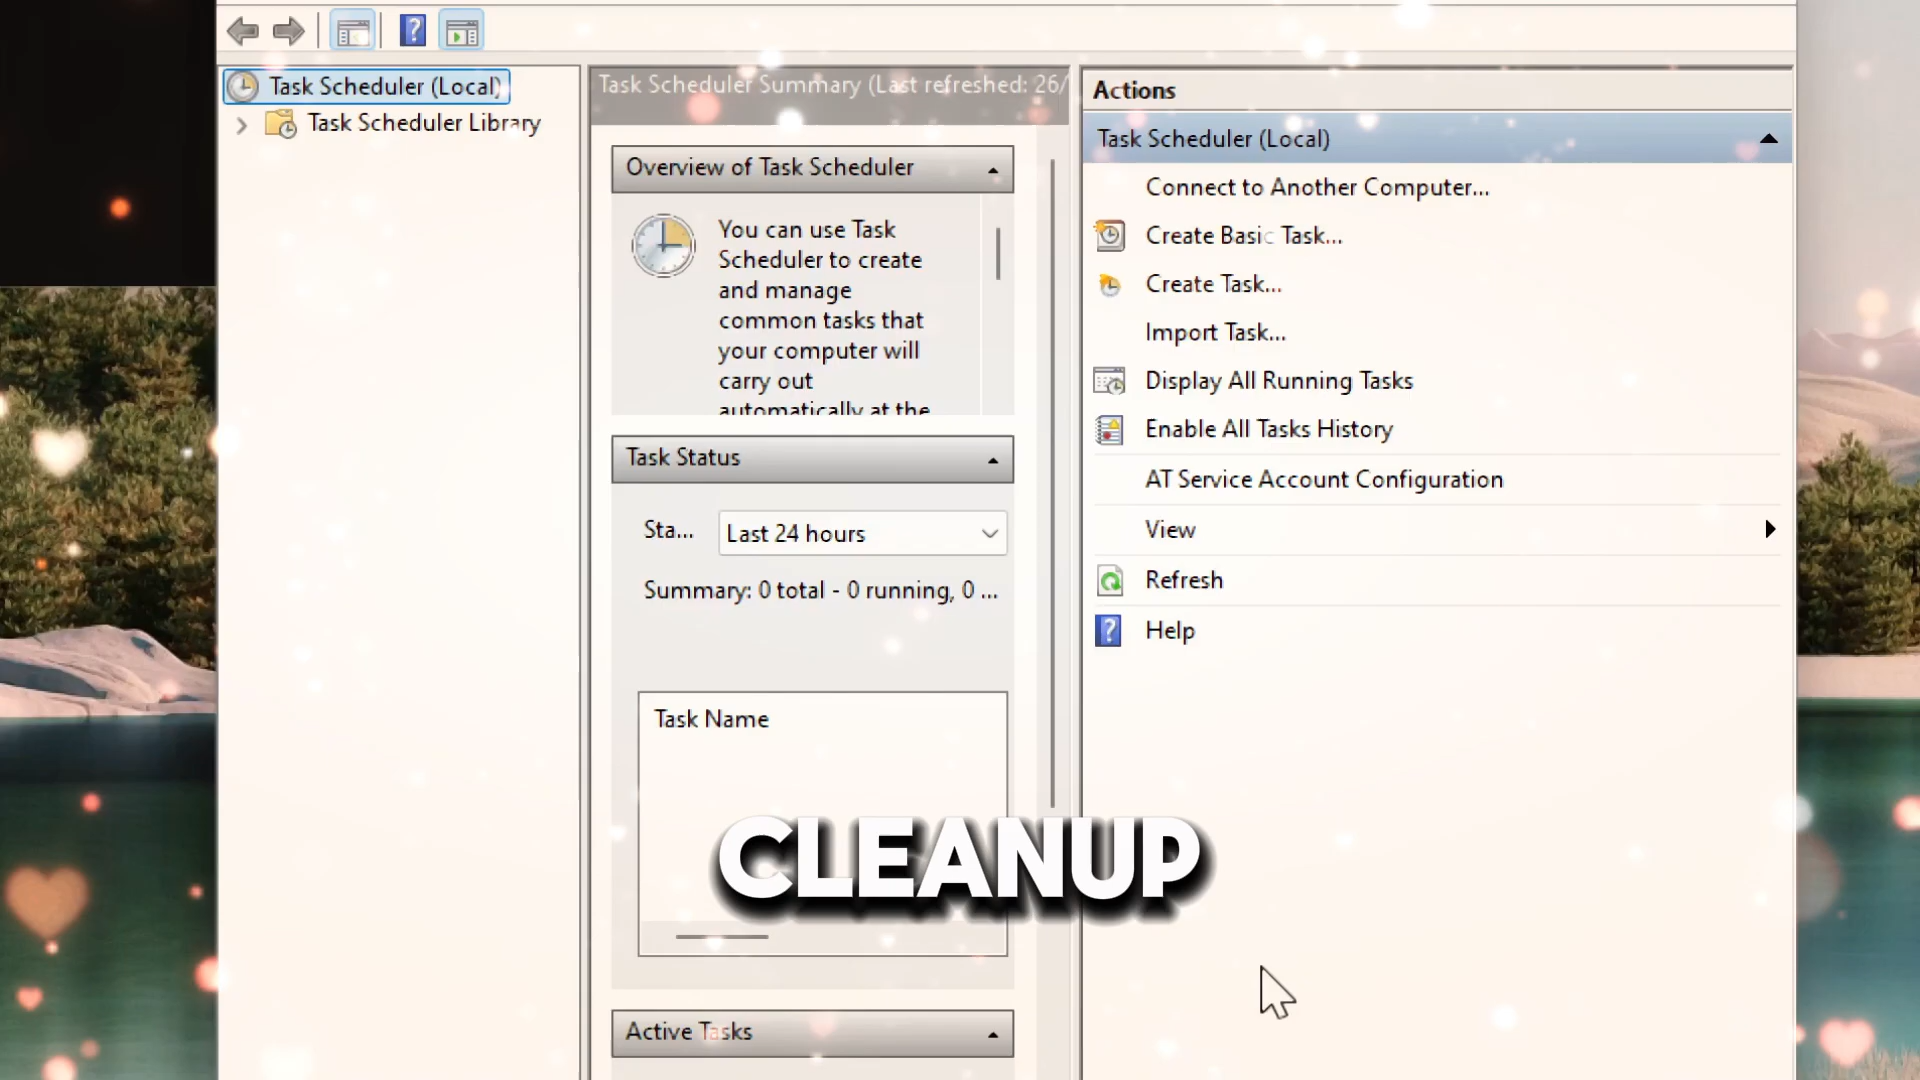 Task Scheduler (Local)
Task Scheduler Library
Task Scheduler Summary (Last refreshed: 26/
Overview of Task Scheduler
You can use Task
Scheduler to create
and manage
common tasks that
your computer will
carry out
automatically at the
Task Status
Sta...
Last 24 hours
Summary: 0 total - 0 running, 0 ...
Task Name
Active Tasks
Actions
Task Scheduler (Local)
Connect to Another Computer...
Create Basic Task...
Create Task...
Import Task...
Display All Running Tasks
Enable All Tasks History
AT Service Account Configuration
View
Refresh
Help
CLEANUP